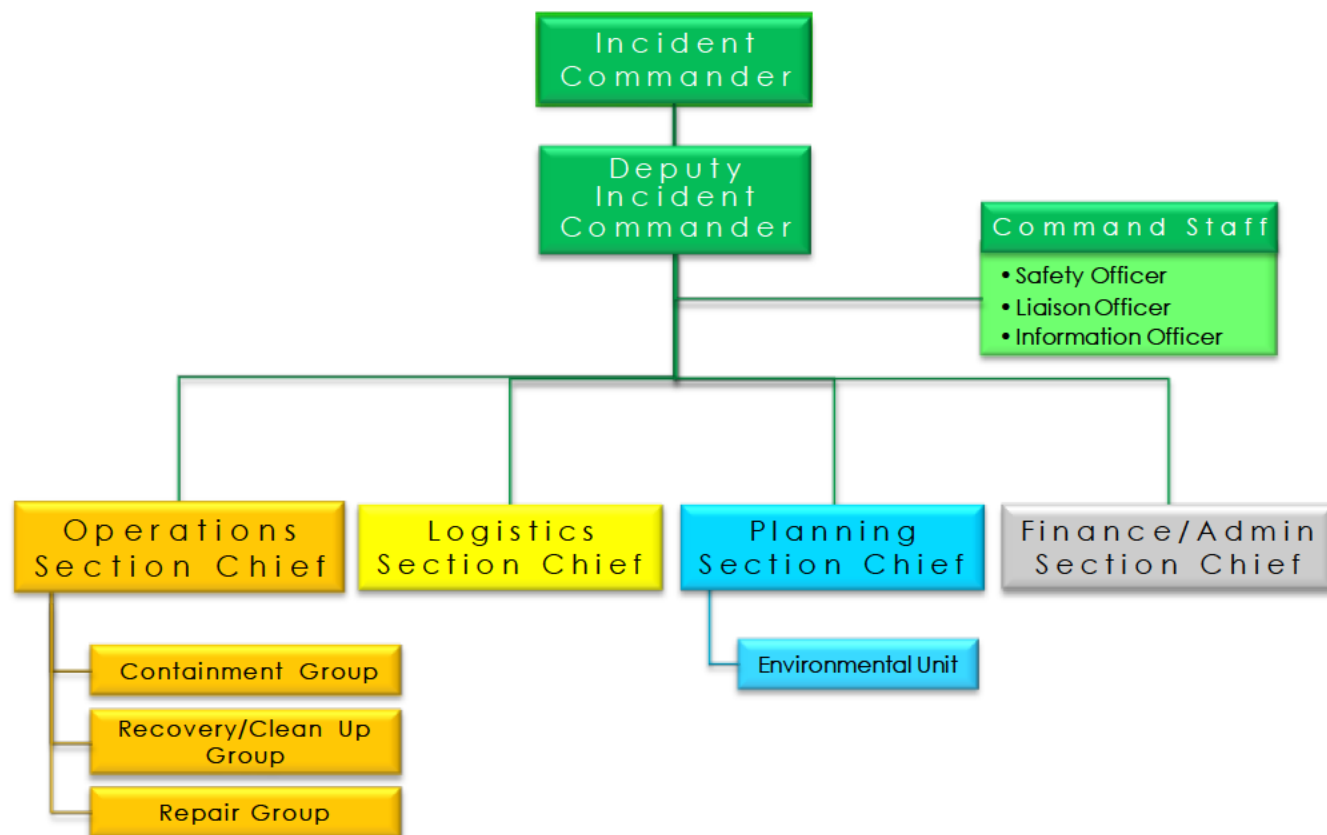 Incident
Commander
Deputy
Incident
Commander
Command Staff
• Safety Officer
• Liaison Officer
• Information Officer
Operations
Section Chief
Logistics
Section Chief
Planning
Section Chief
Finance/Admin
Section Chief
Containment Group
Recovery/Clean Up
Group
Repair Group
Environmental Unit